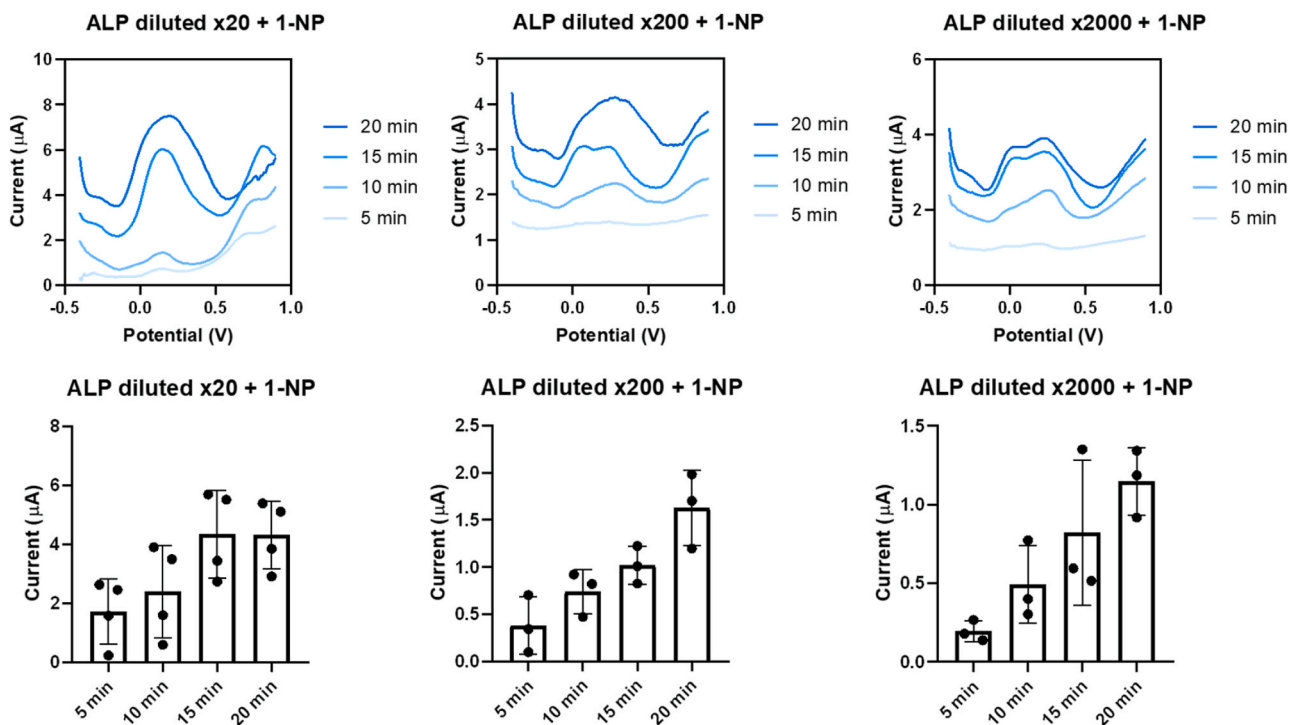 ALP diluted x20 + 1-NP
Current (μA)
10
8
6
4
2
0
-0.5
0.0
0.5
1.0
Potential (V)
20 min
15 min
10 min
5 min
ALP diluted x200 + 1-NP
Current (μA)
5
4
3
2
1
0
-0.5
0.0
0.5
1.0
Potential (V)
20 min
15 min
10 min
5 min
ALP diluted x2000 + 1-NP
Current (μA)
6
4
2
0
-0.5
0.0
0.5
1.0
Potential (V)
20 min
15 min
10 min
5 min
ALP diluted x20 + 1-NP
Current (μA)
8
6
4
2
0
5 min
10 min
15 min
20 min
ALP diluted x200 + 1-NP
Current (μA)
2.5
2.0
1.5
1.0
0.5
0.0
5 min
10 min
15 min
20 min
ALP diluted x2000 + 1-NP
Current (μA)
1.5
1.0
0.5
0.0
5 min
10 min
15 min
20 min